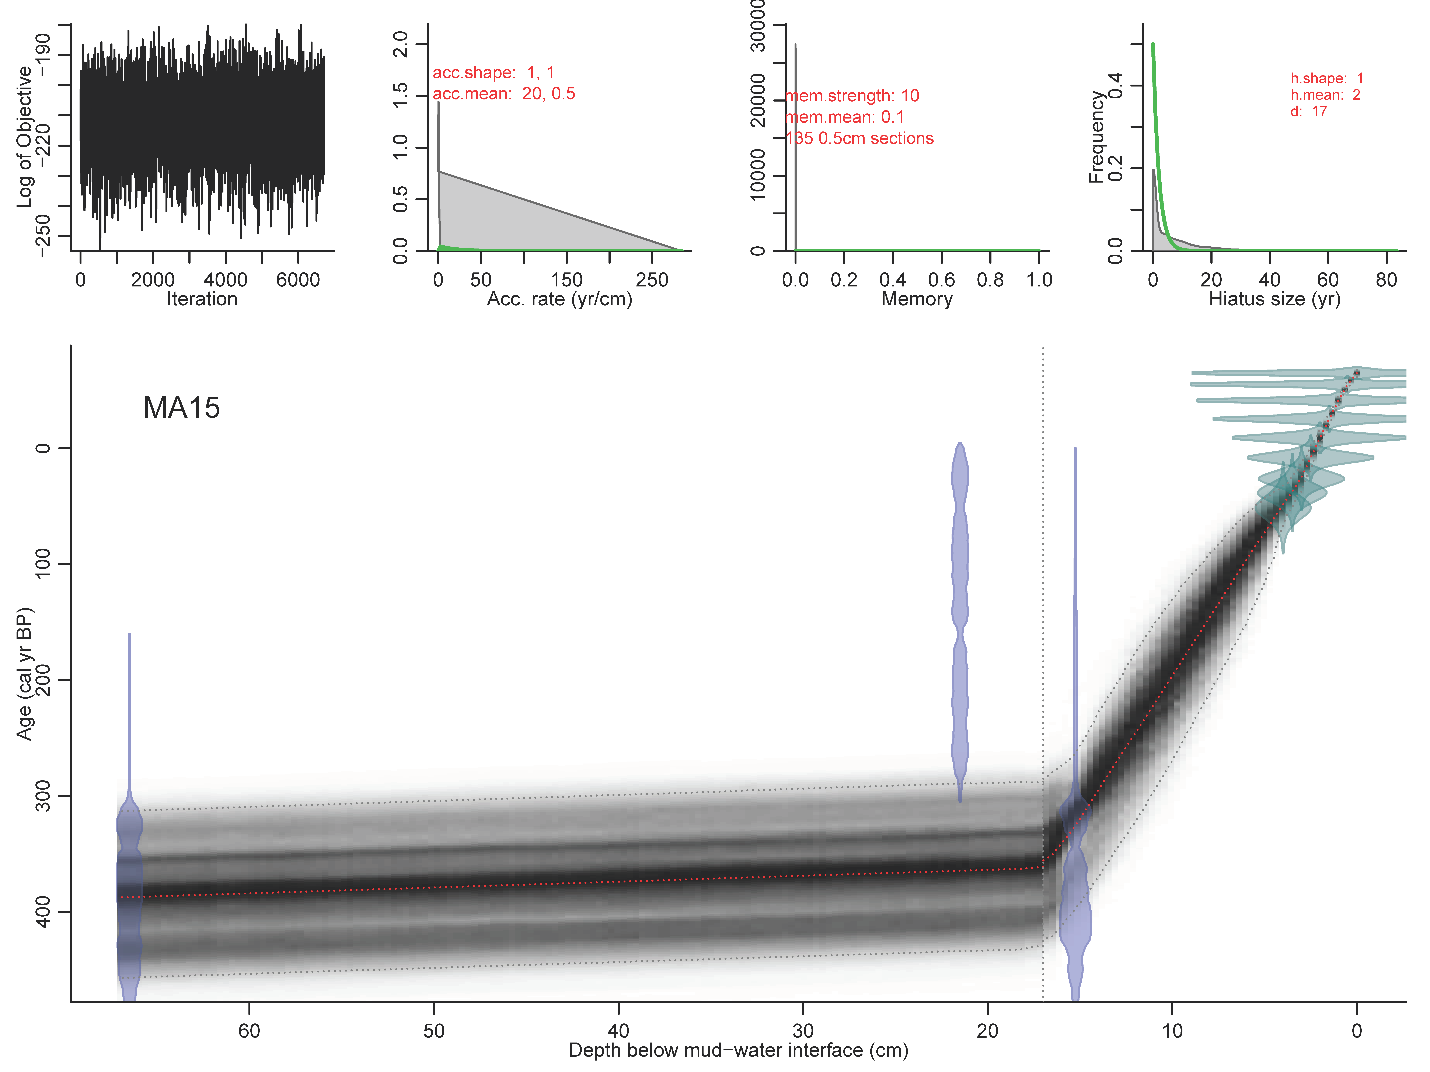 -190
-220
-250
Log of Objective
0
2000
4000
6000
Iteration
2.0
1.5
1.0
0.5
0.0
acc.shape: 1, 1
acc.mean: 20, 0.5
0
50
150
250
Acc. rate (yr/cm)
30000
20000
10000
0
mem.strength: 10
mem.mean: 0.1
135 0.5cm sections
0.0
0.2
0.4
0.6
0.8
1.0
Memory
0.4
0.2
0.0
Frequency
h.shape: 1
h.mean: 2
d: 17
0
20
40
60
80
Hiatus size (yr)
MA15
0
100
200
300
400
Age (cal yr BP)
60
50
40
30
20
10
0
Depth below mud−water interface (cm)